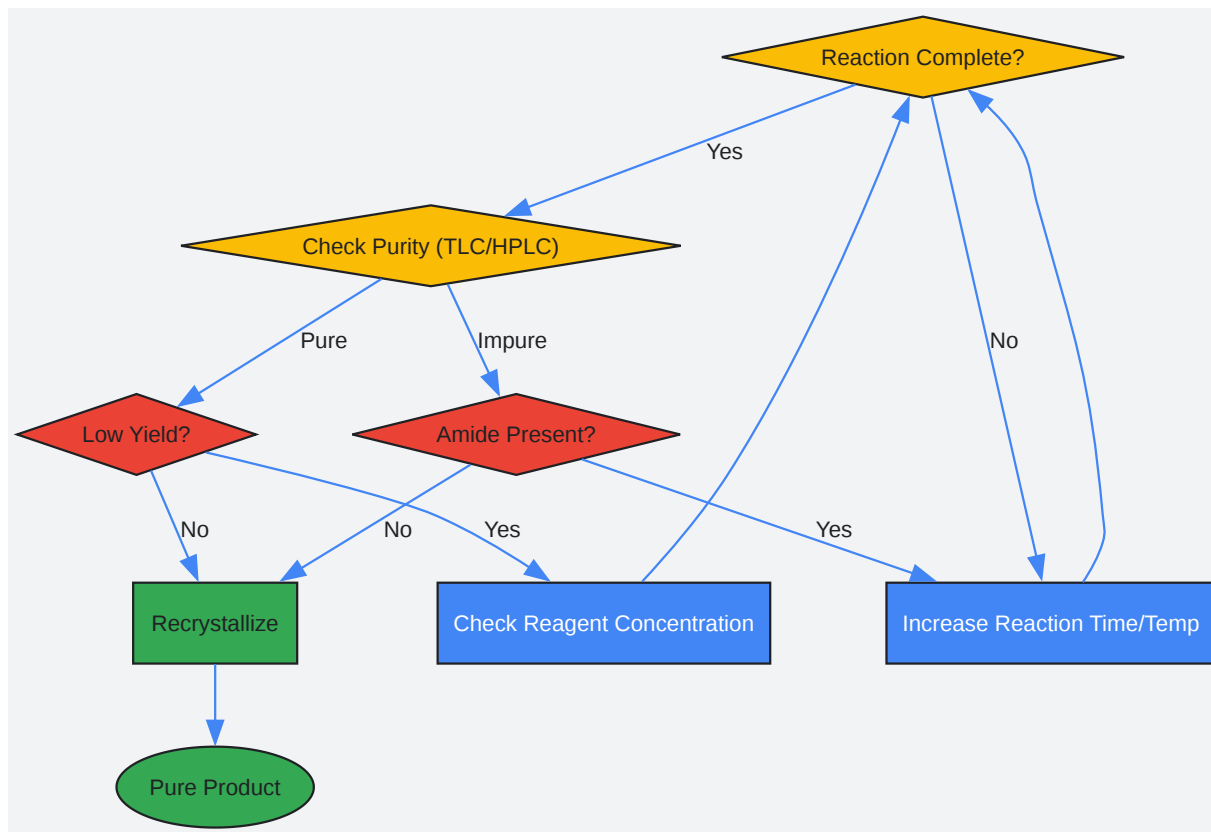 Reaction Complete?
Yes
Check Purity (TLC/HPLC)
Pure
Impure
No
Low Yield?
Amide Present?
No
No
Yes
Yes
Recrystallize
Check Reagent Concentration
Increase Reaction Time/Temp
Pure Product